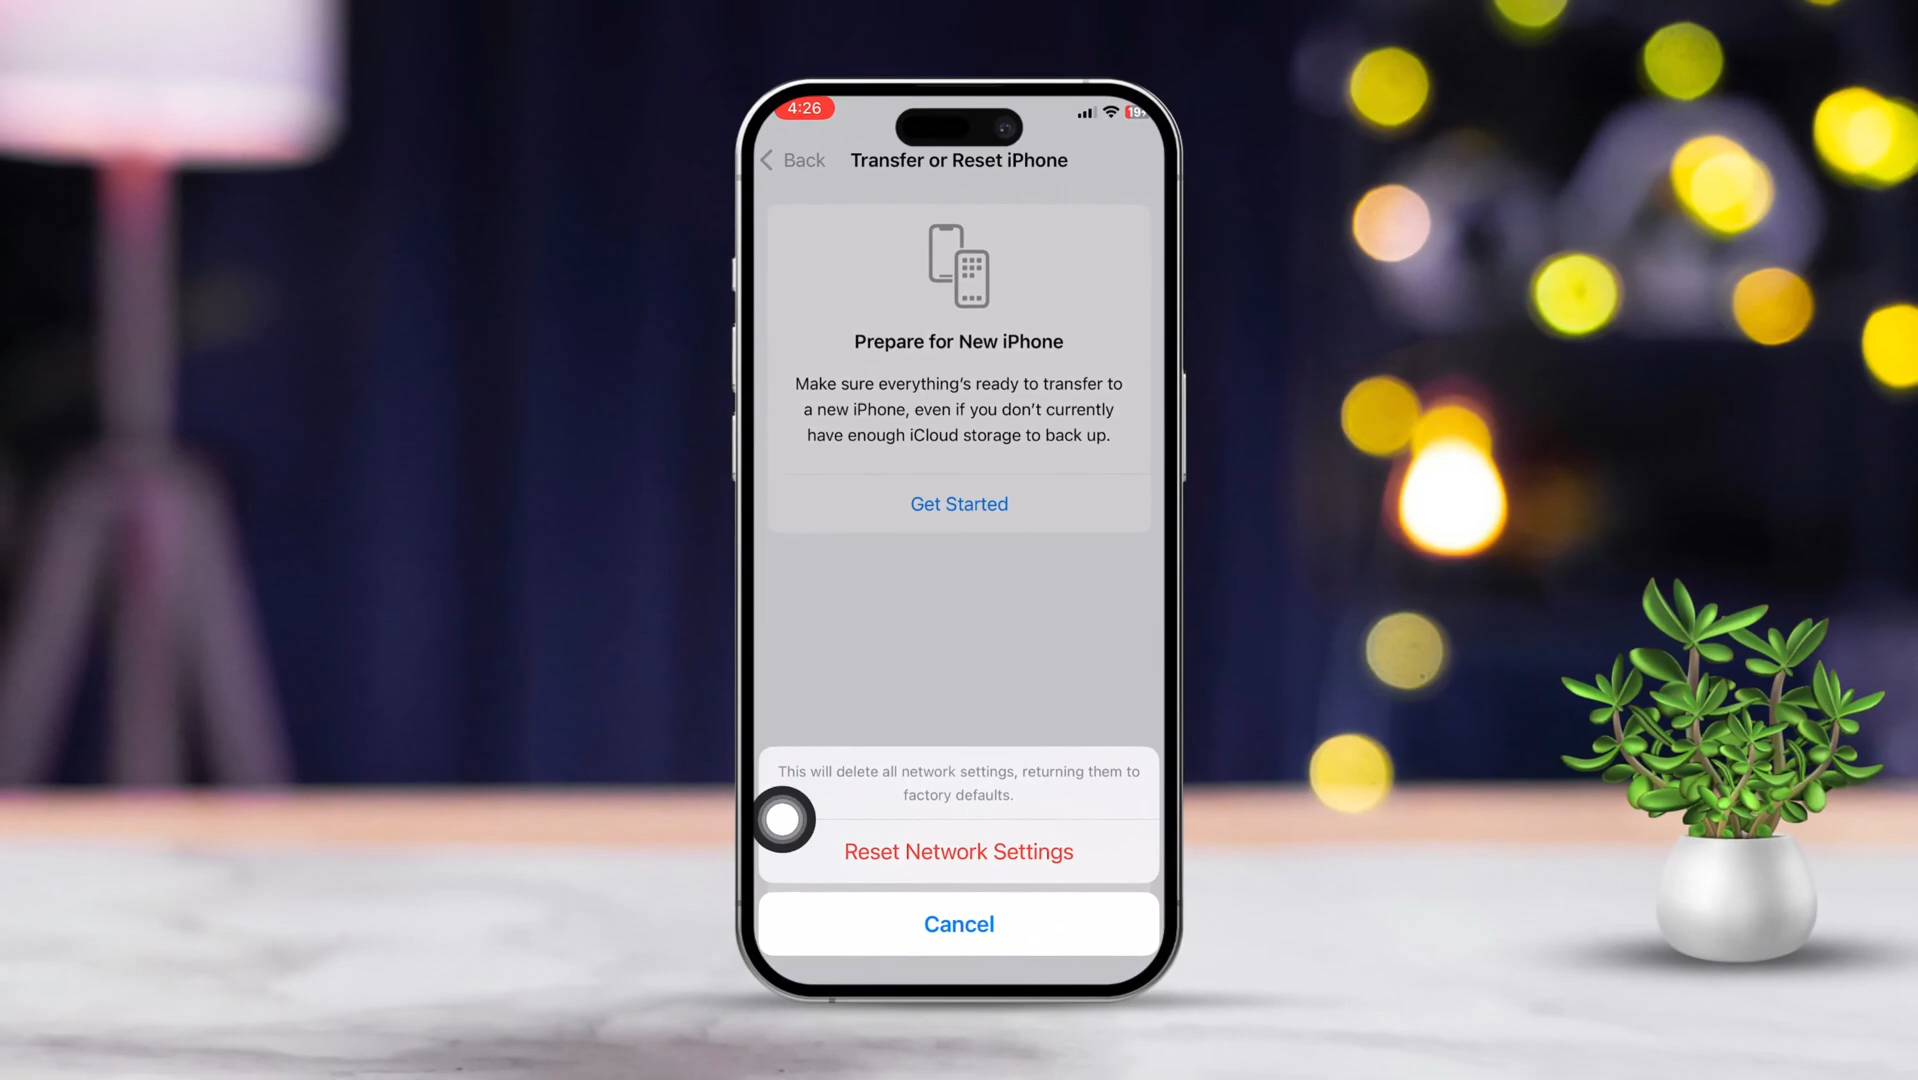 4:26
19
Back
Transfer or Reset iPhone
Prepare for New iPhone
Make sure everything's ready to transfer to
a new iPhone, even if you don't currently
have enough iCloud storage to back up.
Get Started
This will delete all network settings, returning them to
factory defaults.
Reset Network Settings
Cancel